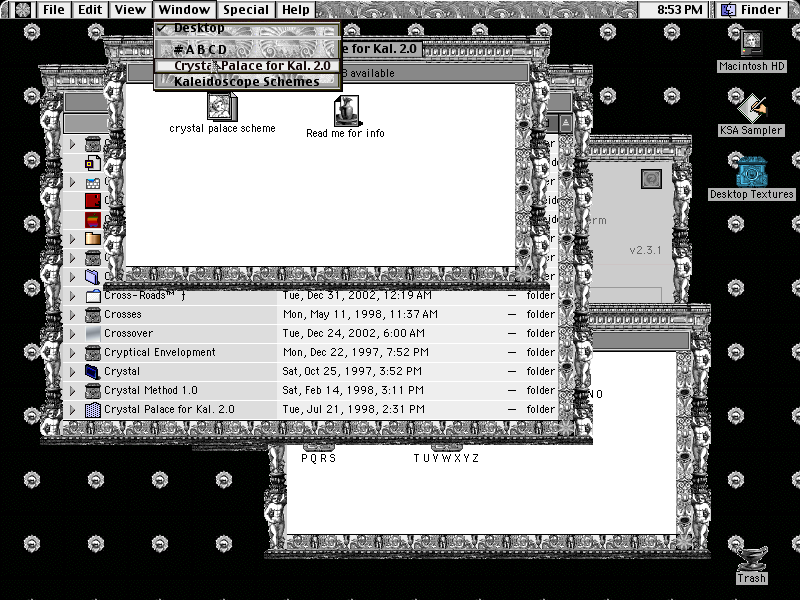 File Edit View Window Special Help 8:53 PM Finder
✓ Desktop
#ABCD
Crystal Palace for Kal. 2.0
Kaleidoscope Schemes
e for Kal. 2.0
available
crystal palace scheme
Read me for info
Macintosh HD
KSA Sampler
Desktop Textures
v2.3.1
Cross-Roads™ } Tue, Dec 31, 2002, 12:19 AM — folder
Crosses Mon, May 11, 1998, 11:37 AM — folder
Crossover Tue, Dec 24, 2002, 6:00 AM — folder
Cryptical Envelopment Mon, Dec 22, 1997, 7:52 PM — folder
Crystal Sat, Oct 25, 1997, 3:52 PM — folder
Crystal Method 1.0 Sat, Feb 14, 1998, 3:11 PM — folder
Crystal Palace for Kal. 2.0 Tue, Jul 21, 1998, 2:31 PM — folder
NO
PQRS
TUVWXYZ
Trash